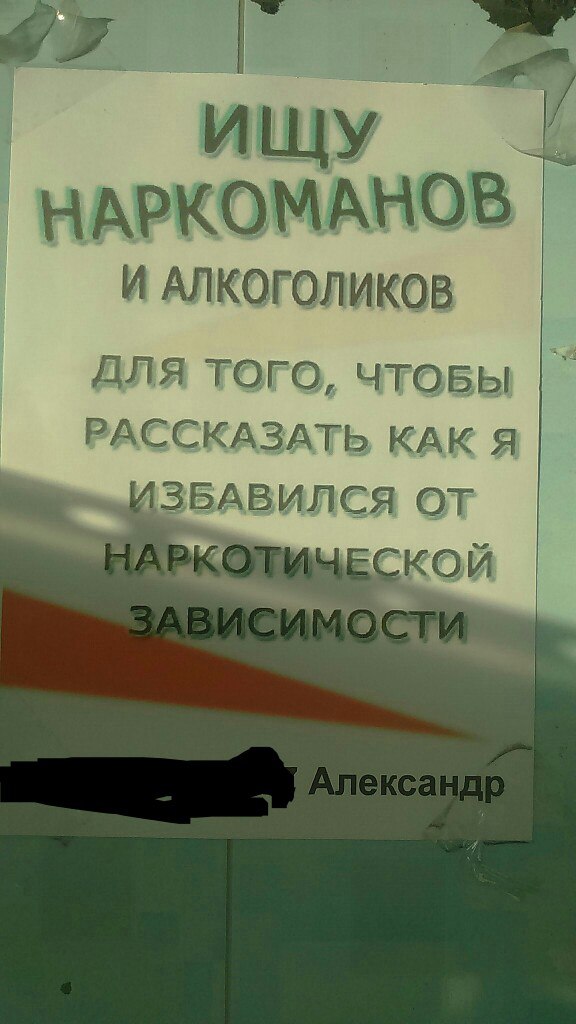 ИЩУ
НАРКОМАНОВ
И АЛКОГОЛИКОВ
ДЛЯ ТОГО, ЧТОБЫ
РАССКАЗАТЬ КАК Я
ИЗБАВИЛСЯ ОТ
НАРКОТИЧЕСКОЙ
ЗАВИСИМОСТИ
Александр